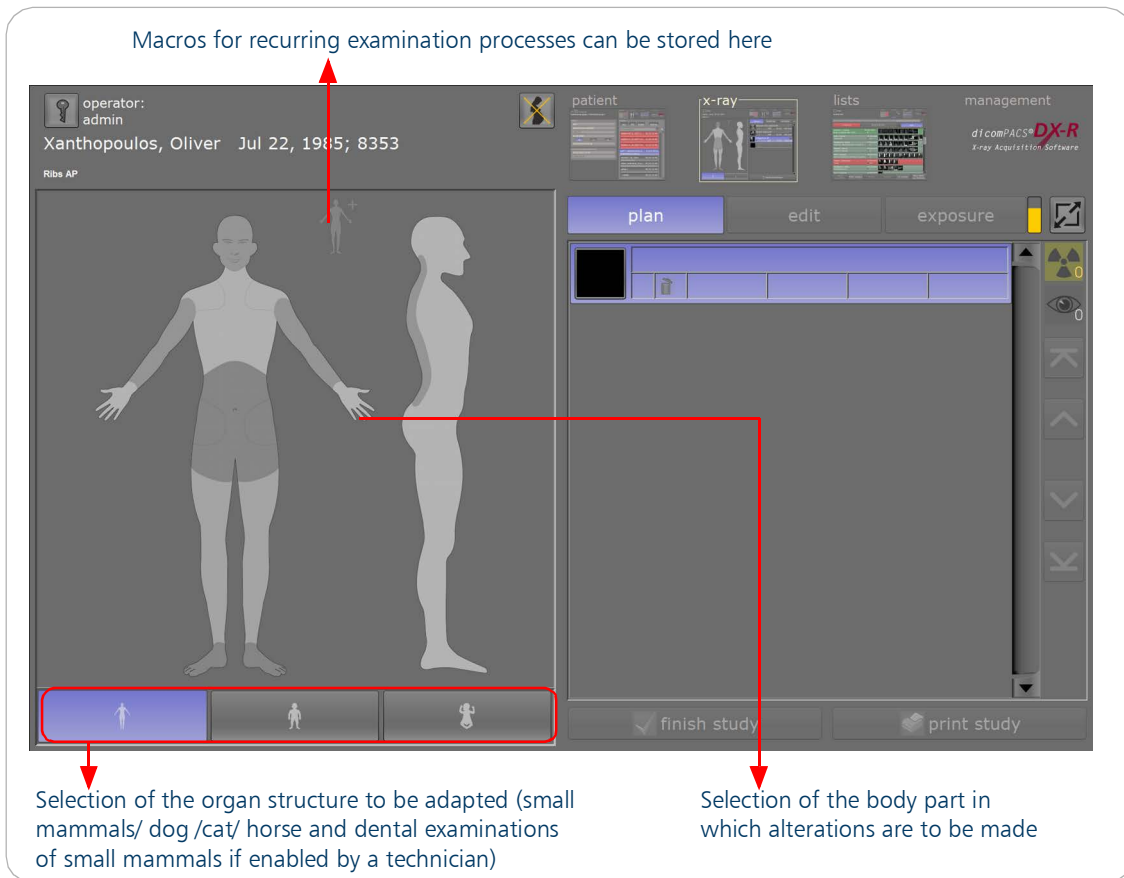 Macros for recurring examination processes can be stored here
operator:
admin
Xanthopoulos, Oliver Jul 22, 1985; 8353
Ribs AP
patient
x-ray
lists
management
dicomPACS® DX-R
X-ray Acquisition Software
plan
edit
exposure
0
0
finish study
print study
Selection of the organ structure to be adapted (small
mammals/ dog /cat/ horse and dental examinations
of small mammals if enabled by a technician)
Selection of the body part in
which alterations are to be made